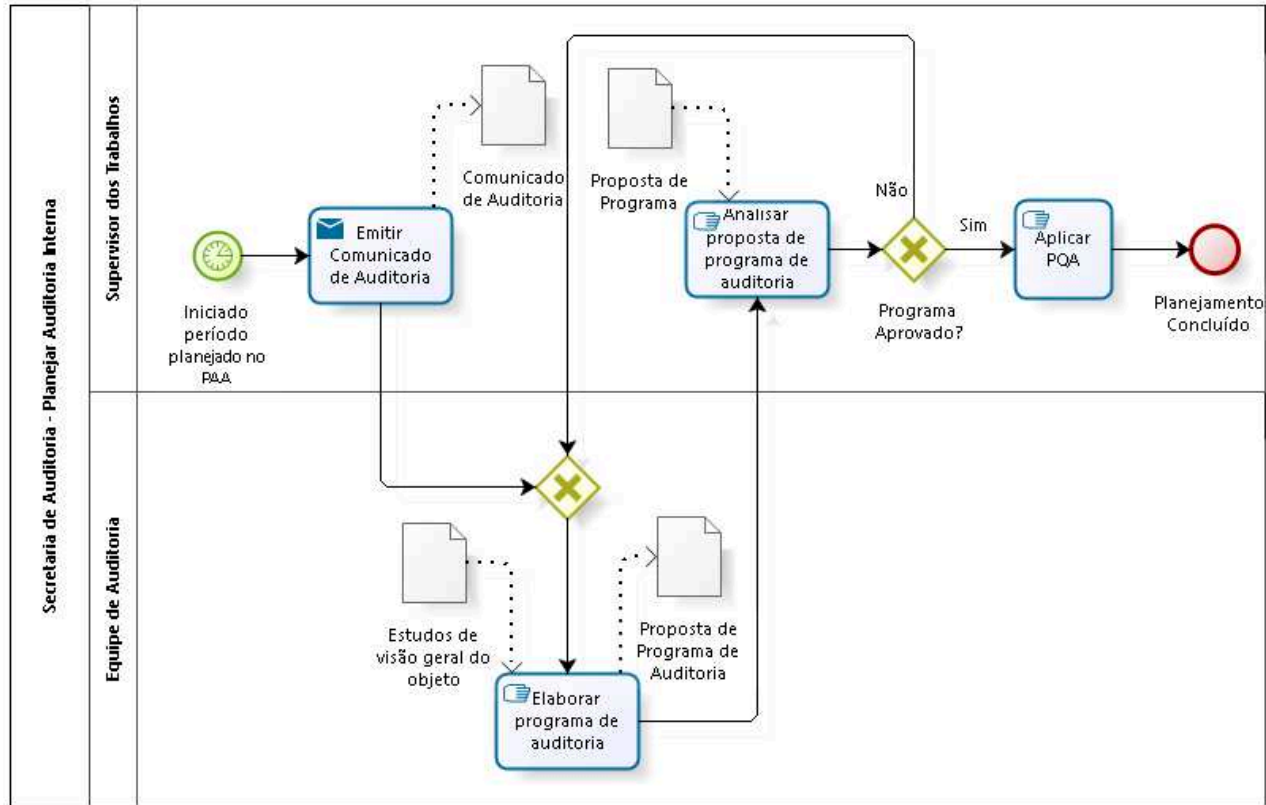 Secretaria de Auditoria - Planejar Auditoria Interna
Supervisor dos Trabalhos
Iniciado
período
planejado no
PAA
Emitir
Comunicado
de Auditoria
Comunicado
de Auditoria
Proposta de
Programa
Analisar
proposta de
programa de
auditoria
Não
Sim
Programa
Aprovado?
Aplicar
PQA
Planejamento
Concluído
Equipe de Auditoria
Estudos de
visão geral do
objeto
Elaborar
programa de
auditoria
Proposta de
Programa de
Auditoria